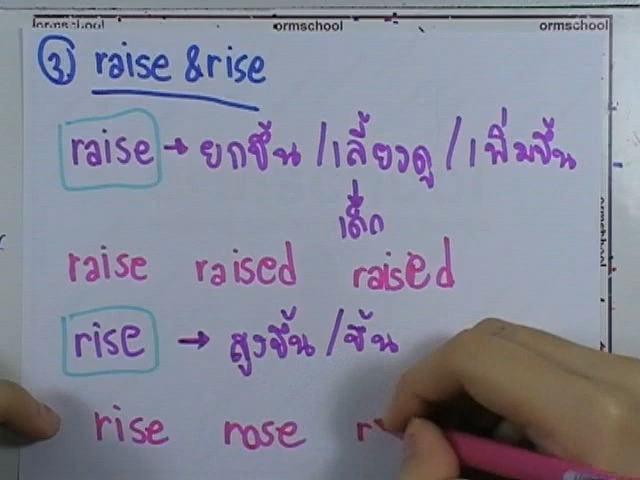 ormschool ormschool ormschool
③ raise & rise
raise → ยกขึ้น / เลี้ยงดู / เพิ่มขึ้น
เด็ก
raise raised raised
rise → สูงขึ้น / ขึ้น
rise rose r